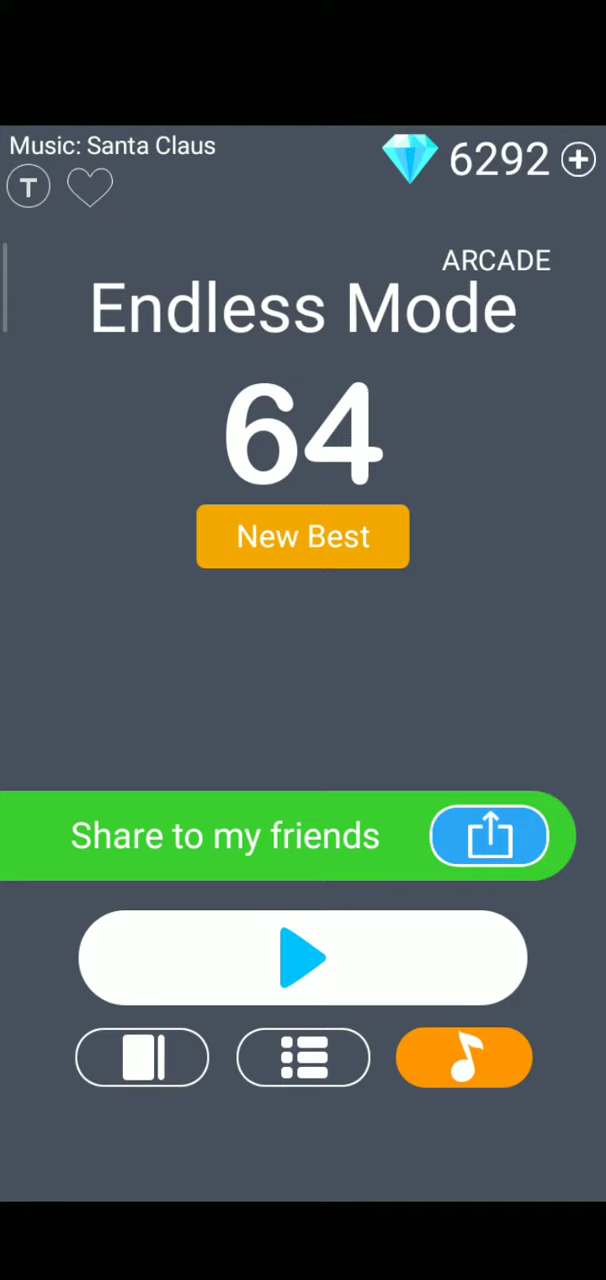 Music: Santa Claus
6292
T
ARCADE
Endless Mode
64
New Best
Share to my friends